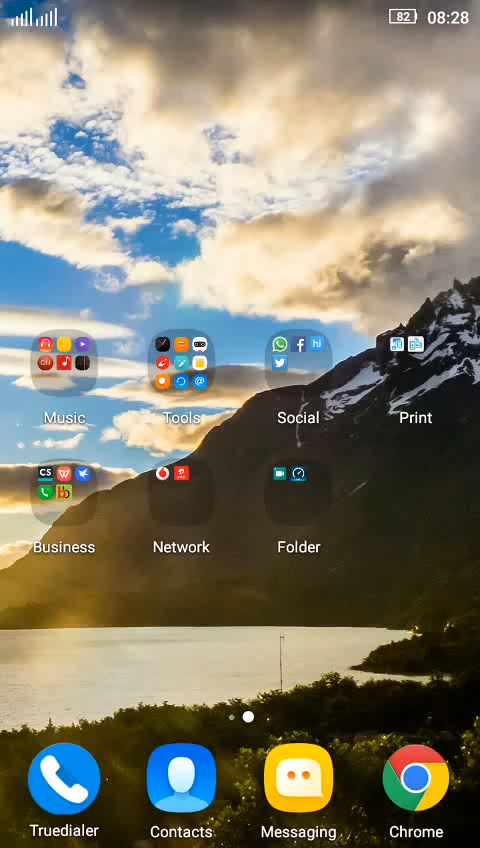 82 08:28
Music Tools Social Print
Business Network Folder
Truedialer Contacts Messaging Chrome